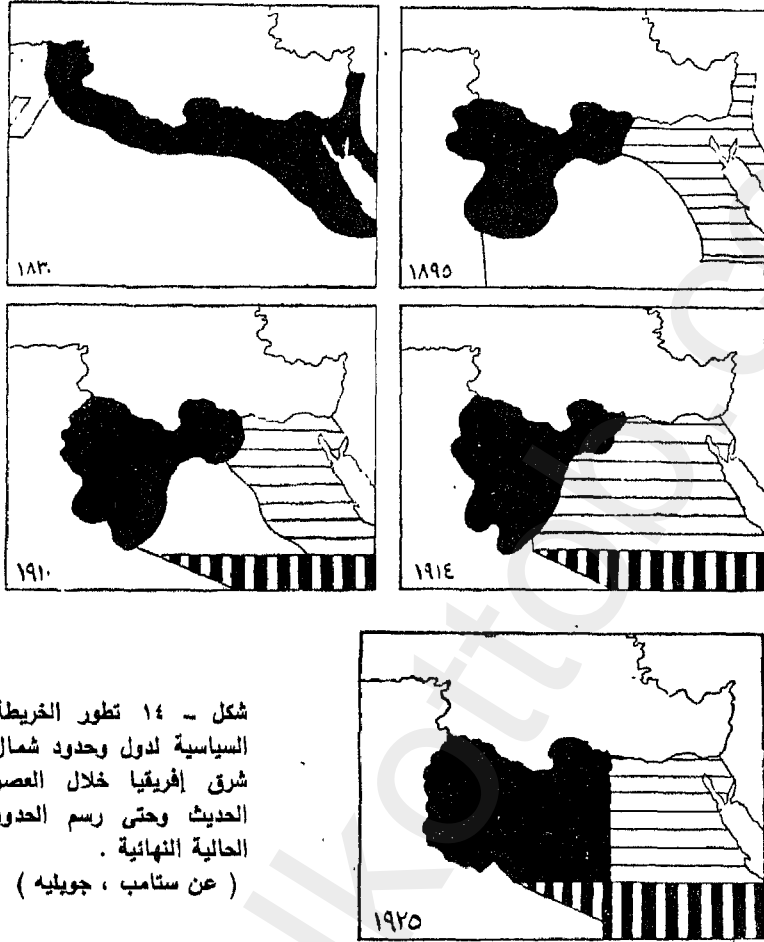 ١٨٣٠
١٨٩٥
١٩١٠
١٩١٤
شكل – ١٤ تطور الخريطة
السياسية لدول وحدود شمال
شرق إفريقيا خلال العصر
الحديث وحتى رسم الحدود
الحالية النهائية .
( عن ستامب ، جويليه )
١٩٢٥